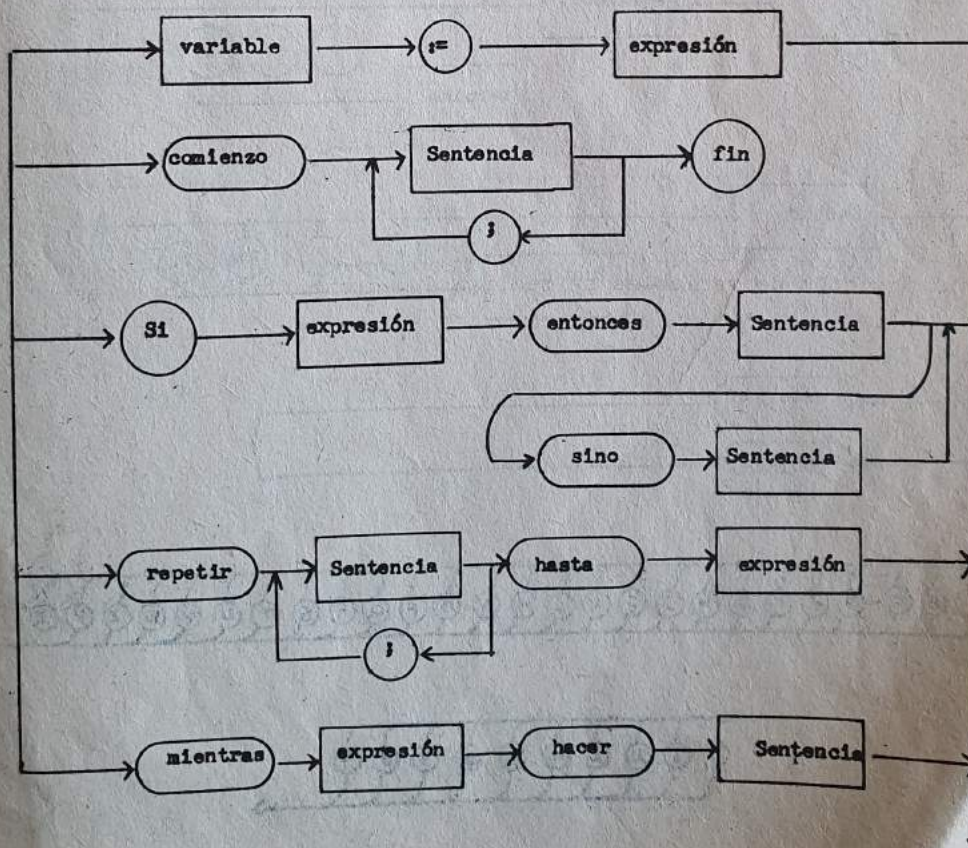 variable := expresión
comienzo Sentencia fin
;
Si expresión entonces Sentencia
sino Sentencia
repetir Sentencia hasta expresión
;
mientras expresión hacer Sentencia